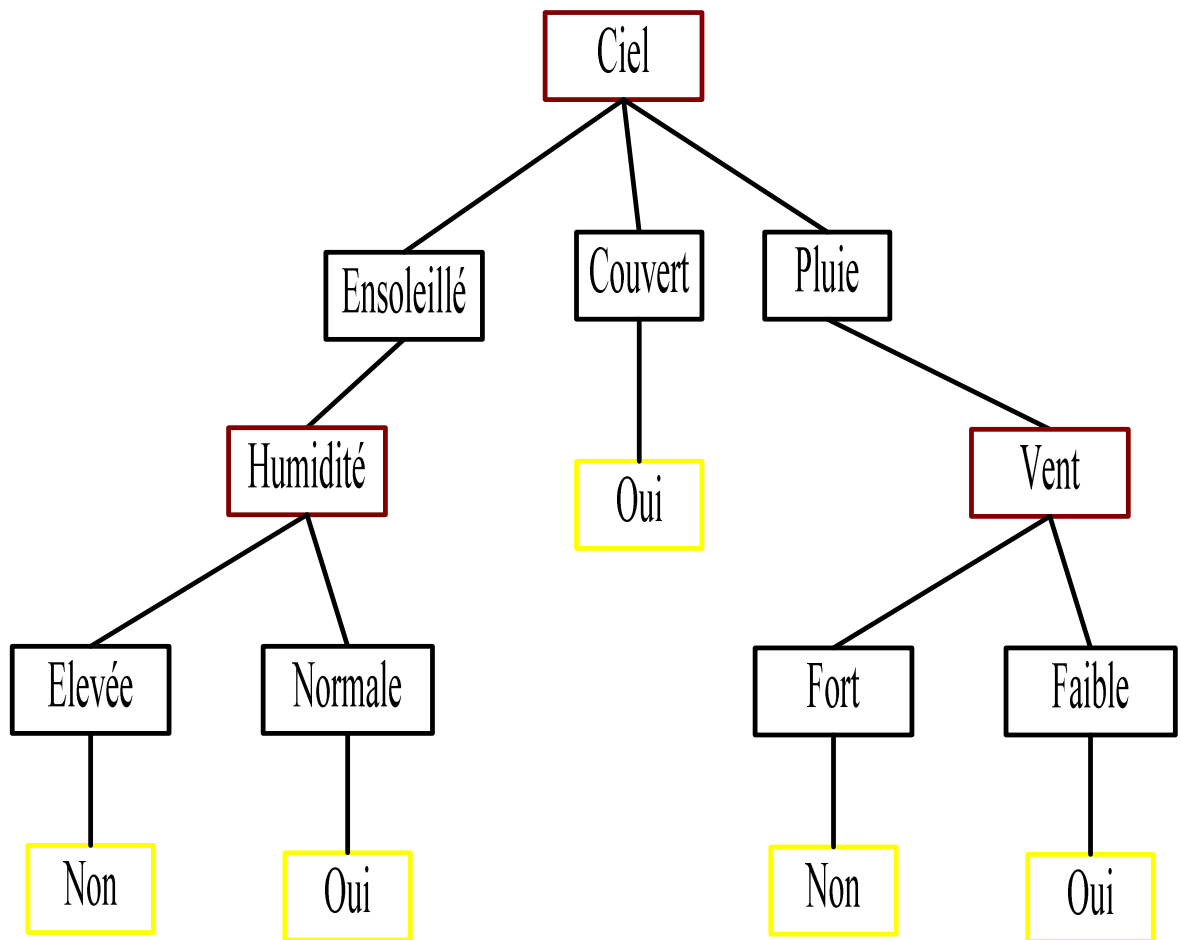 Ciel
Ensoleillé
Couvert
Pluie
Humidité
Oui
Vent
Elevée
Normale
Fort
Faible
Non
Oui
Non
Oui